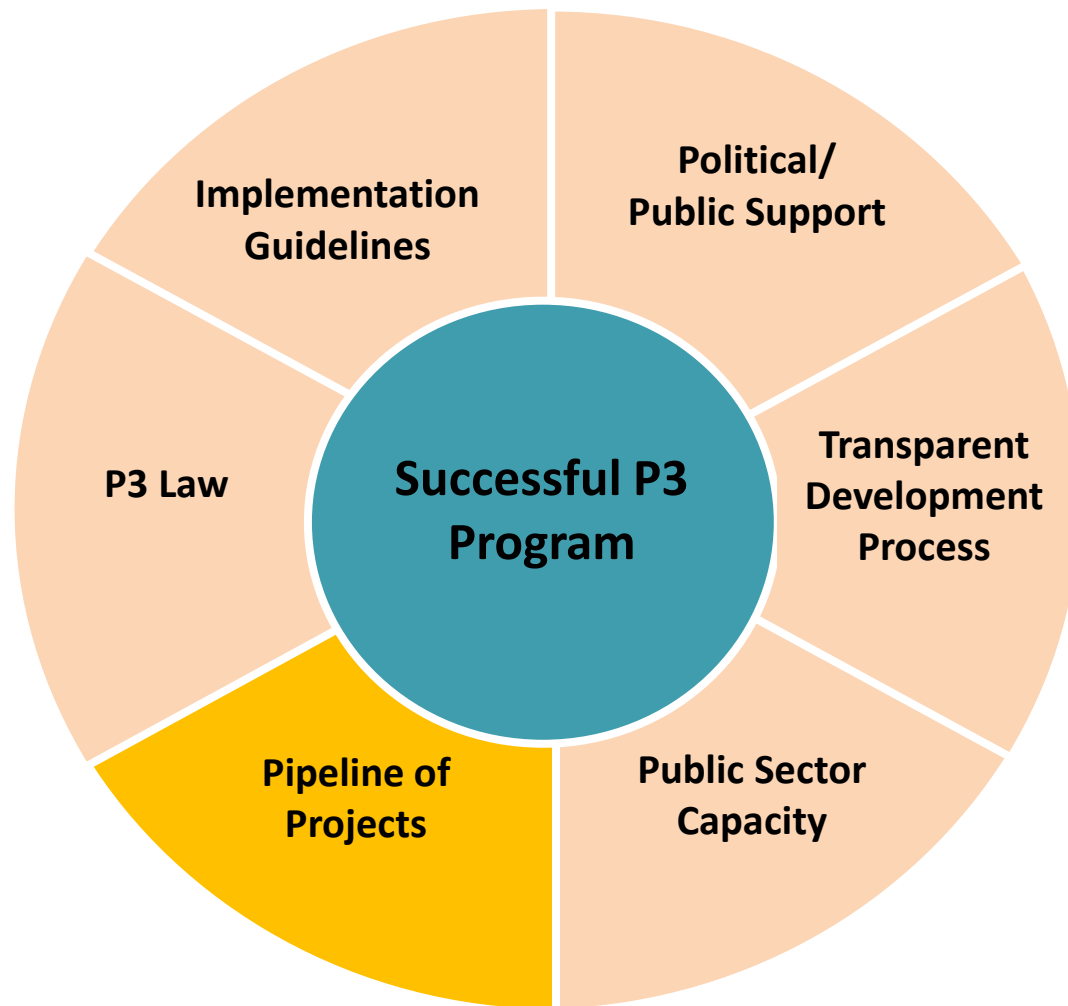 Political/
Public Support
Implementation
Guidelines
Transparent
Development
Process
P3 Law
Successful P3
Program
Pipeline of
Projects
Public Sector
Capacity